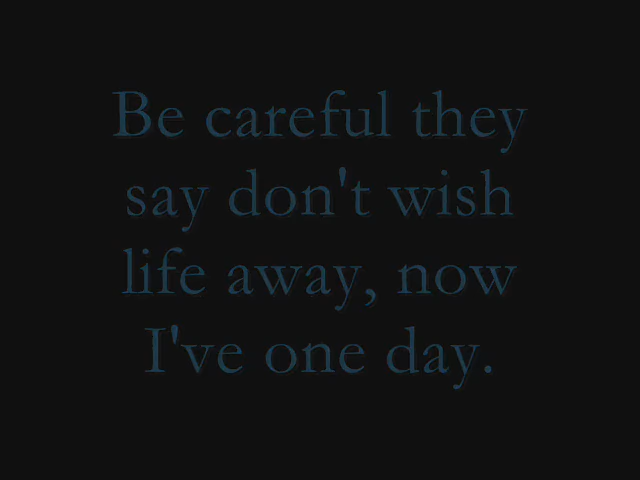 Be careful they
say don't wish
life away, now
I've one day.